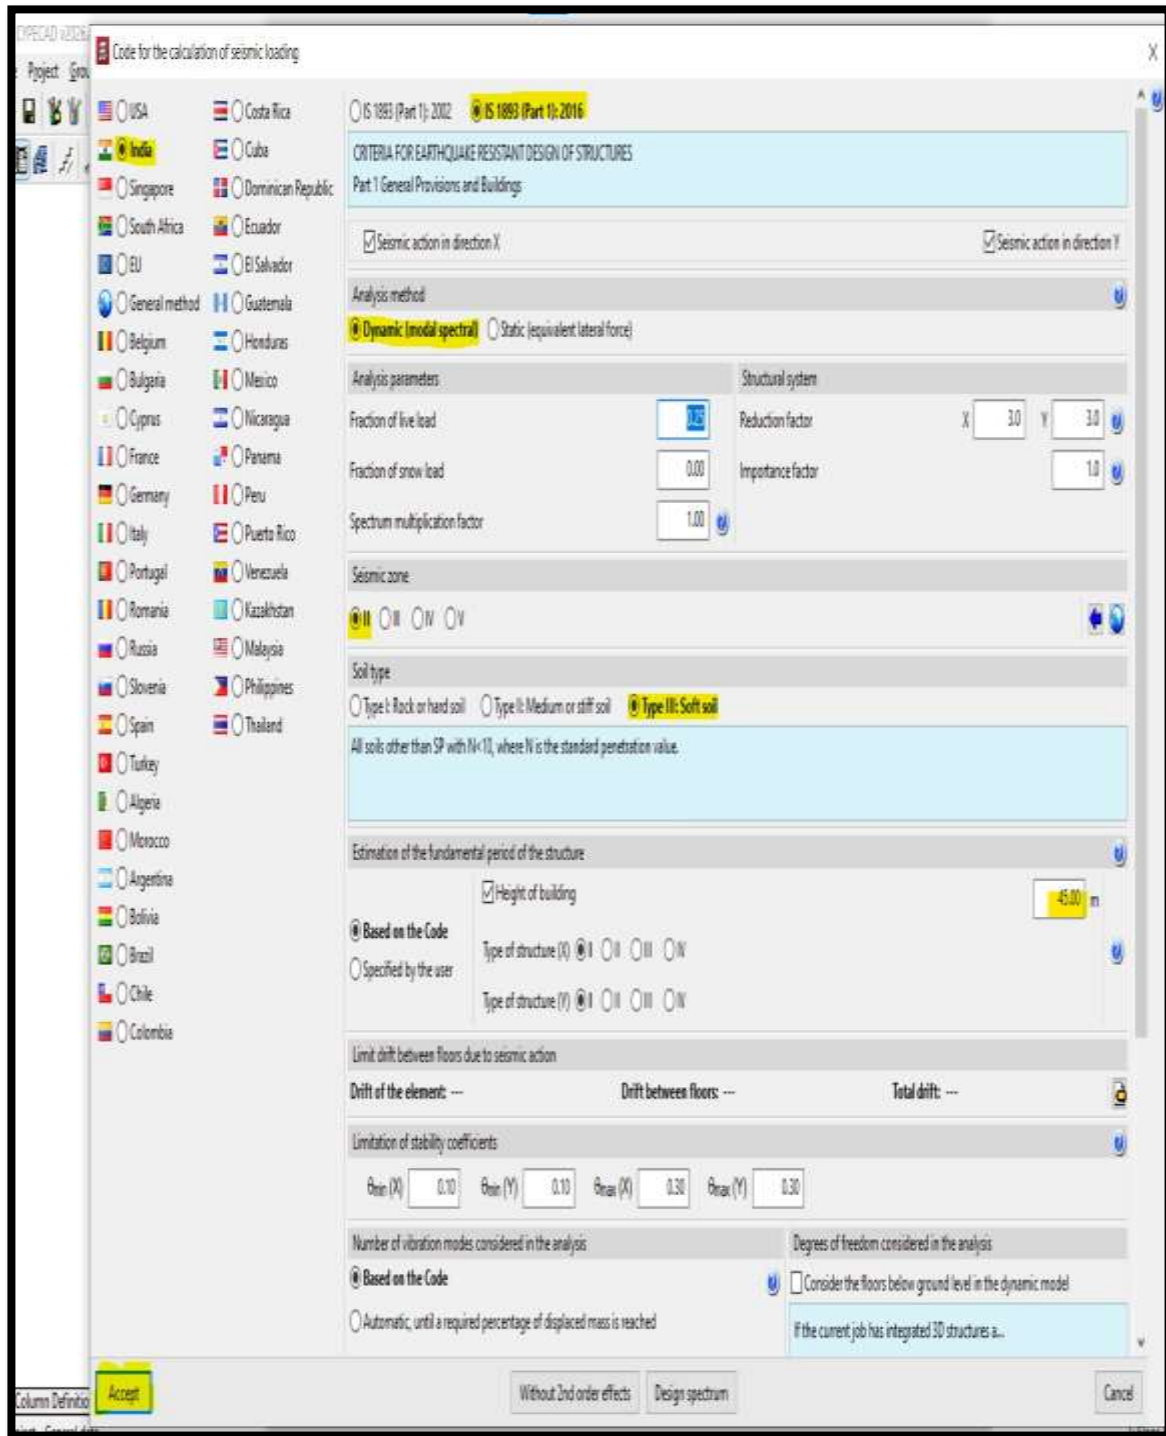 CYPECAD v2026
Code for the calculation of seismic loading
X
Project Grou
USA
India
Singapore
South Africa
EU
General method
Belgium
Bulgaria
Cyprus
France
Germany
Italy
Portugal
Romania
Russia
Slovenia
Spain
Turkey
Algeria
Morocco
Argentina
Bolivia
Brazil
Chile
Colombia
Costa Rica
Cuba
Dominican Republic
Ecuador
El Salvador
Guatemala
Honduras
Mexico
Nicaragua
Panama
Peru
Puerto Rico
Venezuela
Kazakhstan
Malaysia
Philippines
Thailand
IS 1893 (Part 1): 2002 IS 1893 (Part 1): 2016
CRITERIA FOR EARTHQUAKE RESISTANT DESIGN OF STRUCTURES
Part 1 General Provisions and Buildings
Seismic action in direction X Seismic action in direction Y
Analysis method
Dynamic (modal spectral) Static (equivalent lateral force)
Analysis parameters Structural system
Fraction of live load 0.25 Reduction factor X 3.0 Y 3.0
Fraction of snow load 0.00 Importance factor 1.0
Spectrum multiplication factor 1.00
Seismic zone
II III IV V
Soil type
Type I: Rock or hard soil Type II: Medium or stiff soil Type III: Soft soil
All soils other than SP with N<10, where N is the standard penetration value.
Estimation of the fundamental period of the structure
Height of building 45.00 m
Based on the Code
Specified by the user
Type of structure (X) I II III IV
Type of structure (Y) I II III IV
Limit drift between floors due to seismic action
Drift of the element: --- Drift between floors: --- Total drift: ---
Limitation of stability coefficients
θmin (X) 0.10 θmin (Y) 0.10 θmax (X) 0.30 θmax (Y) 0.30
Number of vibration modes considered in the analysis Degrees of freedom considered in the analysis
Based on the Code Consider the floors below ground level in the dynamic model
Automatic, until a required percentage of displaced mass is reached If the current job has integrated 3D structures a...
Column Definitio
Accept Without 2nd order effects Design spectrum Cancel